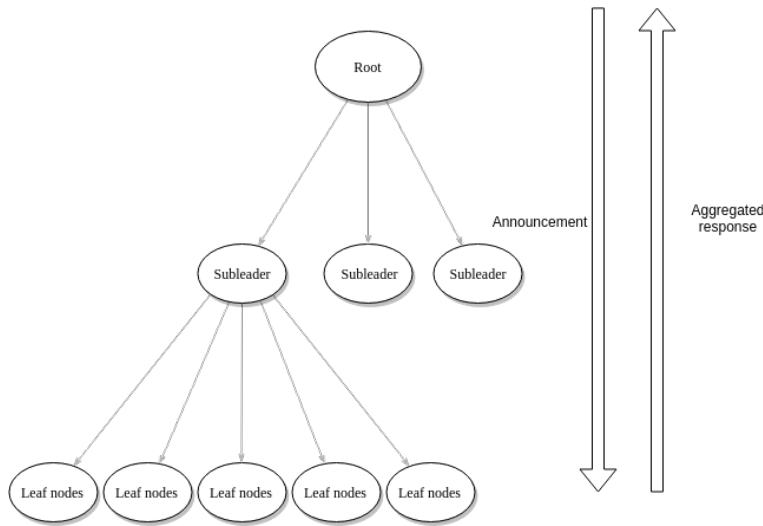 Root
Announcement
Aggregated
response
Subleader
Subleader
Subleader
Leaf nodes
Leaf nodes
Leaf nodes
Leaf nodes
Leaf nodes